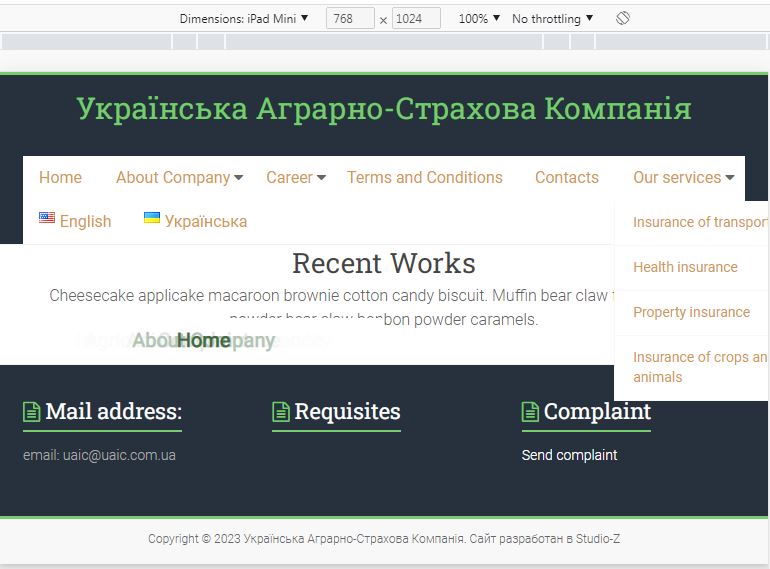 Dimensions: iPad Mini 768 × 1024 100% No throttling
Українська Аграрно-Страхова Компанія
Home About Company Career Terms and Conditions Contacts Our services
English Українська
Insurance of transport
Health insurance
Property insurance
Insurance of crops an
animals
Recent Works
Cheesecake applicake macaroon brownie cotton candy biscuit. Muffin bear claw
powder bear claw bonbon powder caramels.
About Company
Home
Mail address: Requisites Complaint
email: uaic@uaic.com.ua Send complaint
Copyright © 2023 Українська Аграрно-Страхова Компанія. Сайт разработан в Studio-Z